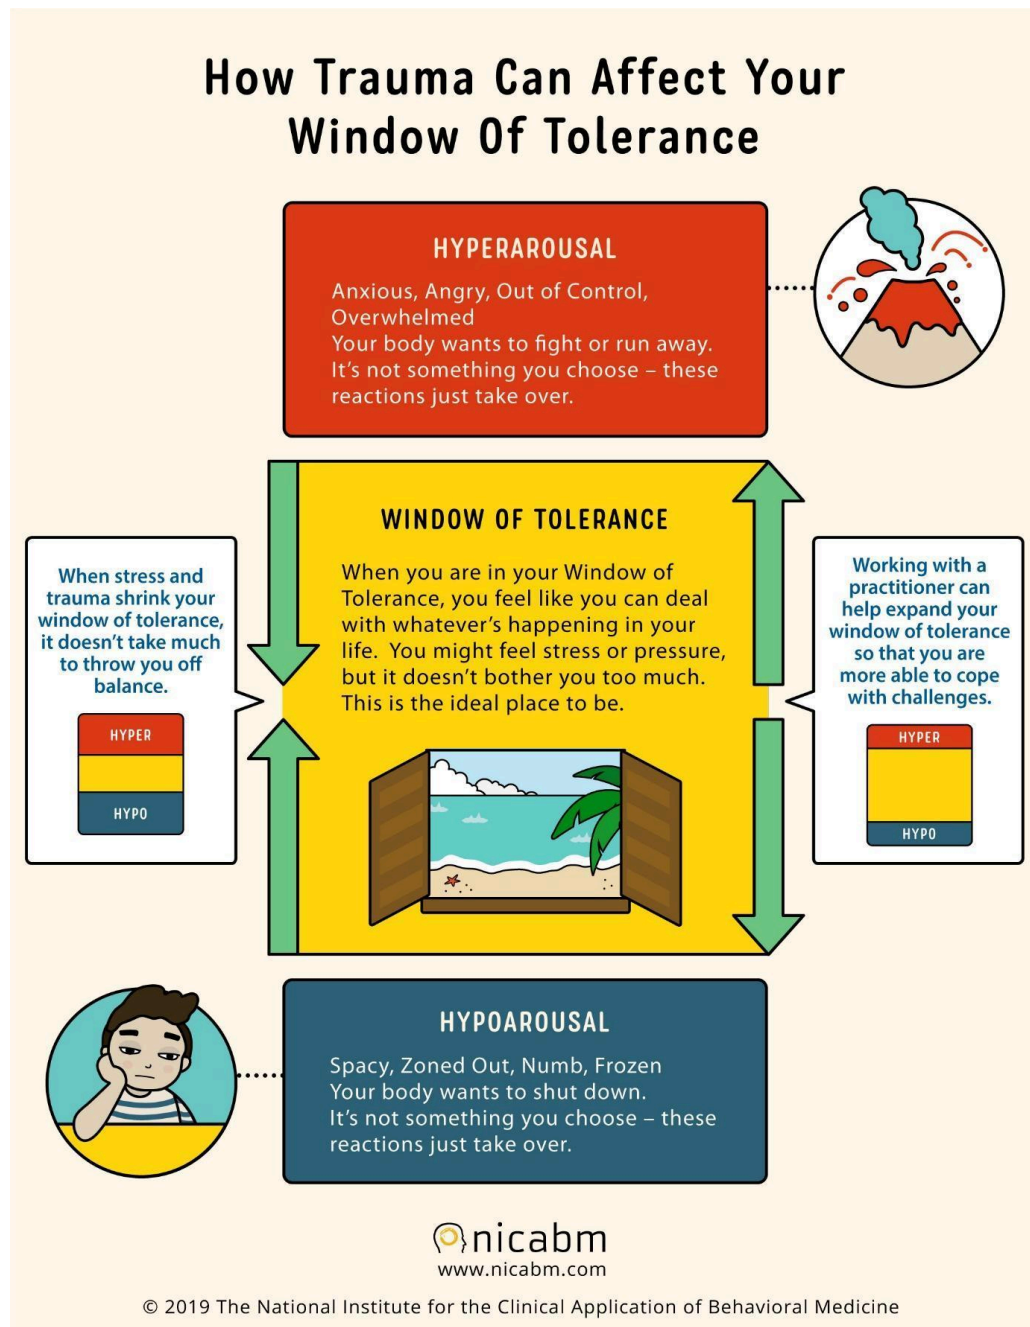 How Trauma Can Affect Your
Window Of Tolerance
HYPERAROUSAL
Anxious, Angry, Out of Control,
Overwhelmed
Your body wants to fight or run away.
It's not something you choose – these
reactions just take over.
WINDOW OF TOLERANCE
When you are in your Window of
Tolerance, you feel like you can deal
with whatever's happening in your
life.  You might feel stress or pressure,
but it doesn't bother you too much.
This is the ideal place to be.
When stress and
trauma shrink your
window of tolerance,
it doesn't take much
to throw you off
balance.
HYPER
HYPO
Working with a
practitioner can
help expand your
window of tolerance
so that you are
more able to cope
with challenges.
HYPER
HYPO
HYPOAROUSAL
Spacy, Zoned Out, Numb, Frozen
Your body wants to shut down.
It's not something you choose – these
reactions just take over.
nicabm
www.nicabm.com
© 2019 The National Institute for the Clinical Application of Behavioral Medicine